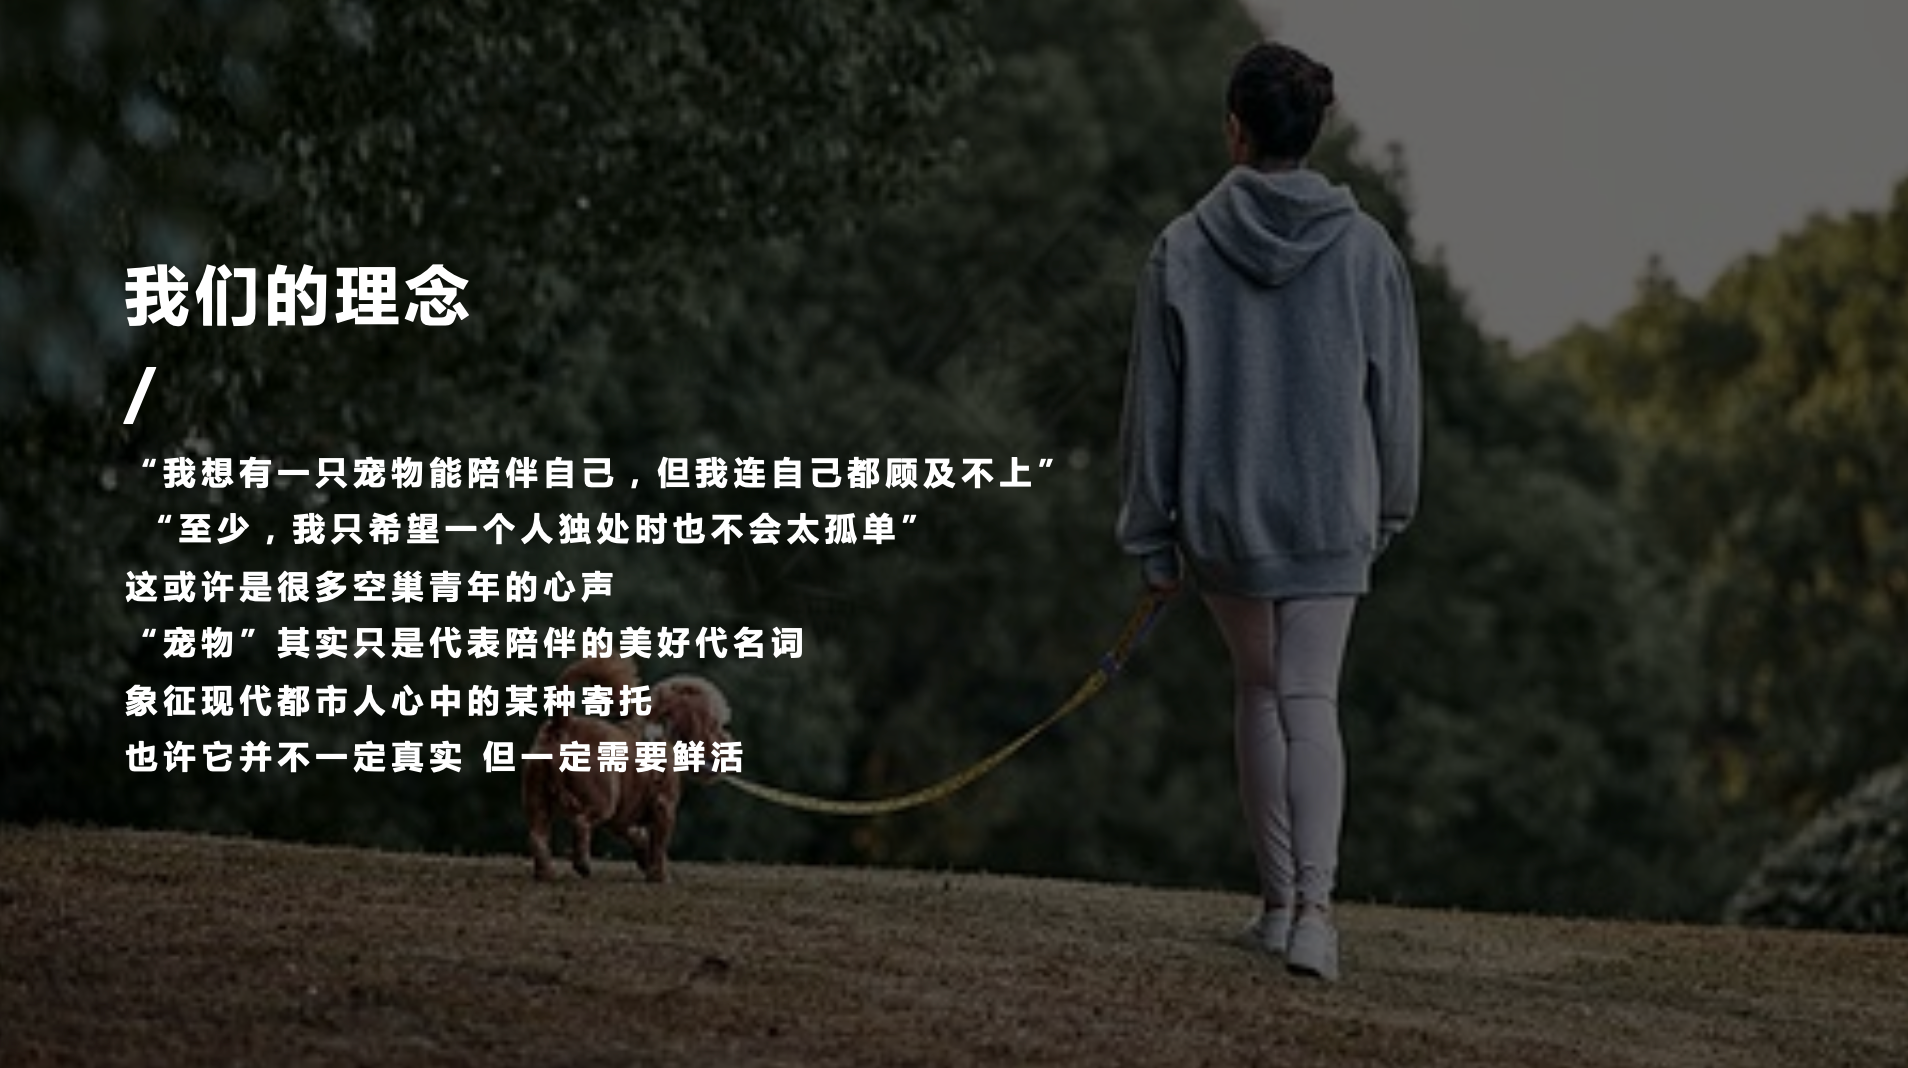 我们的理念
/
“我想有一只宠物能陪伴自己，但我连自己都顾及不上”
“至少，我只希望一个人独处时也不会太孤单”
这或许是很多空巢青年的心声
“宠物”其实只是代表陪伴的美好代名词
象征现代都市人心中的某种寄托
也许它并不一定真实 但一定需要鲜活